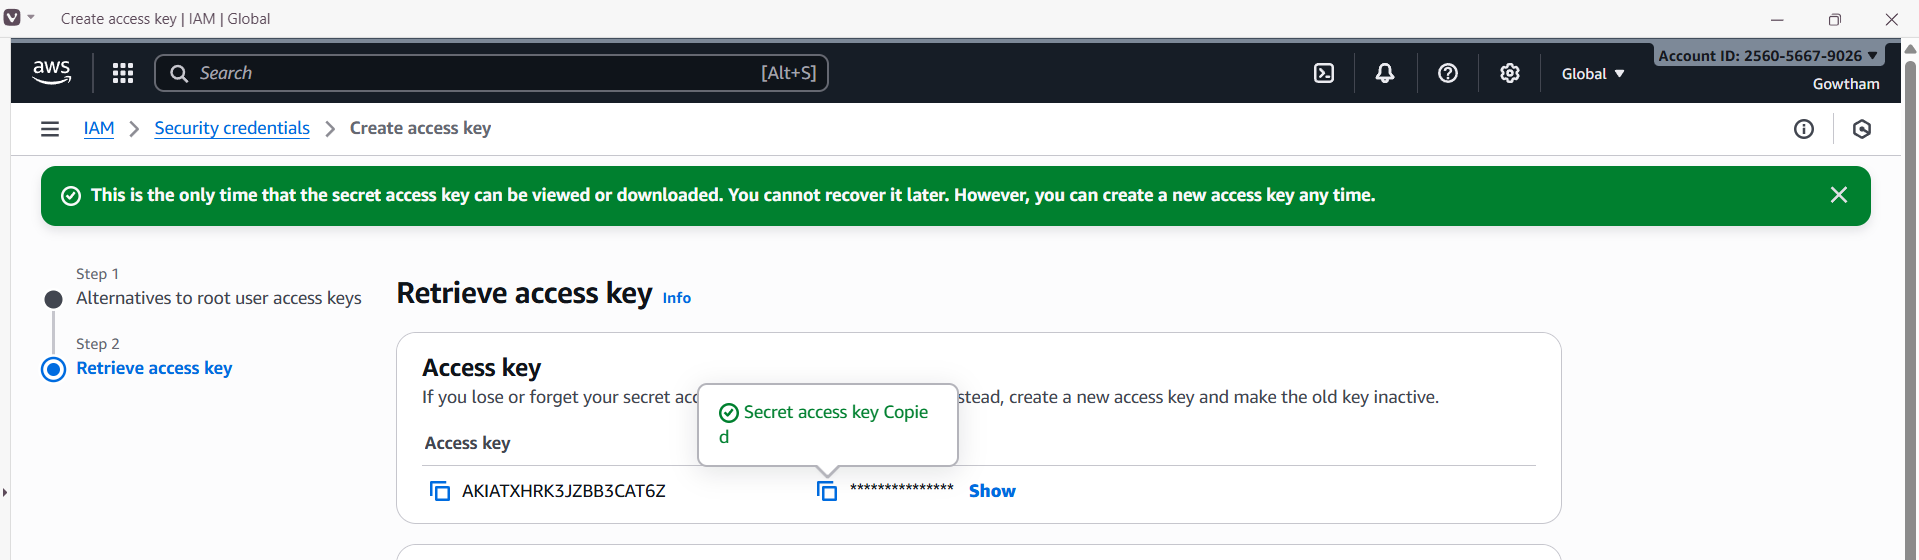 Create access key | IAM | Global
aws
Search
[Alt+S]
Global
Account ID: 2560-5667-9026
Gowtham
IAM
Security credentials
Create access key
This is the only time that the secret access key can be viewed or downloaded. You cannot recover it later. However, you can create a new access key any time.
Step 1
Alternatives to root user access keys
Step 2
Retrieve access key
Retrieve access key Info
Access key
If you lose or forget your secret acc
stead, create a new access key and make the old key inactive.
Secret access key Copie
d
Access key
AKIATXHRK3JZBB3CAT6Z
*************** Show